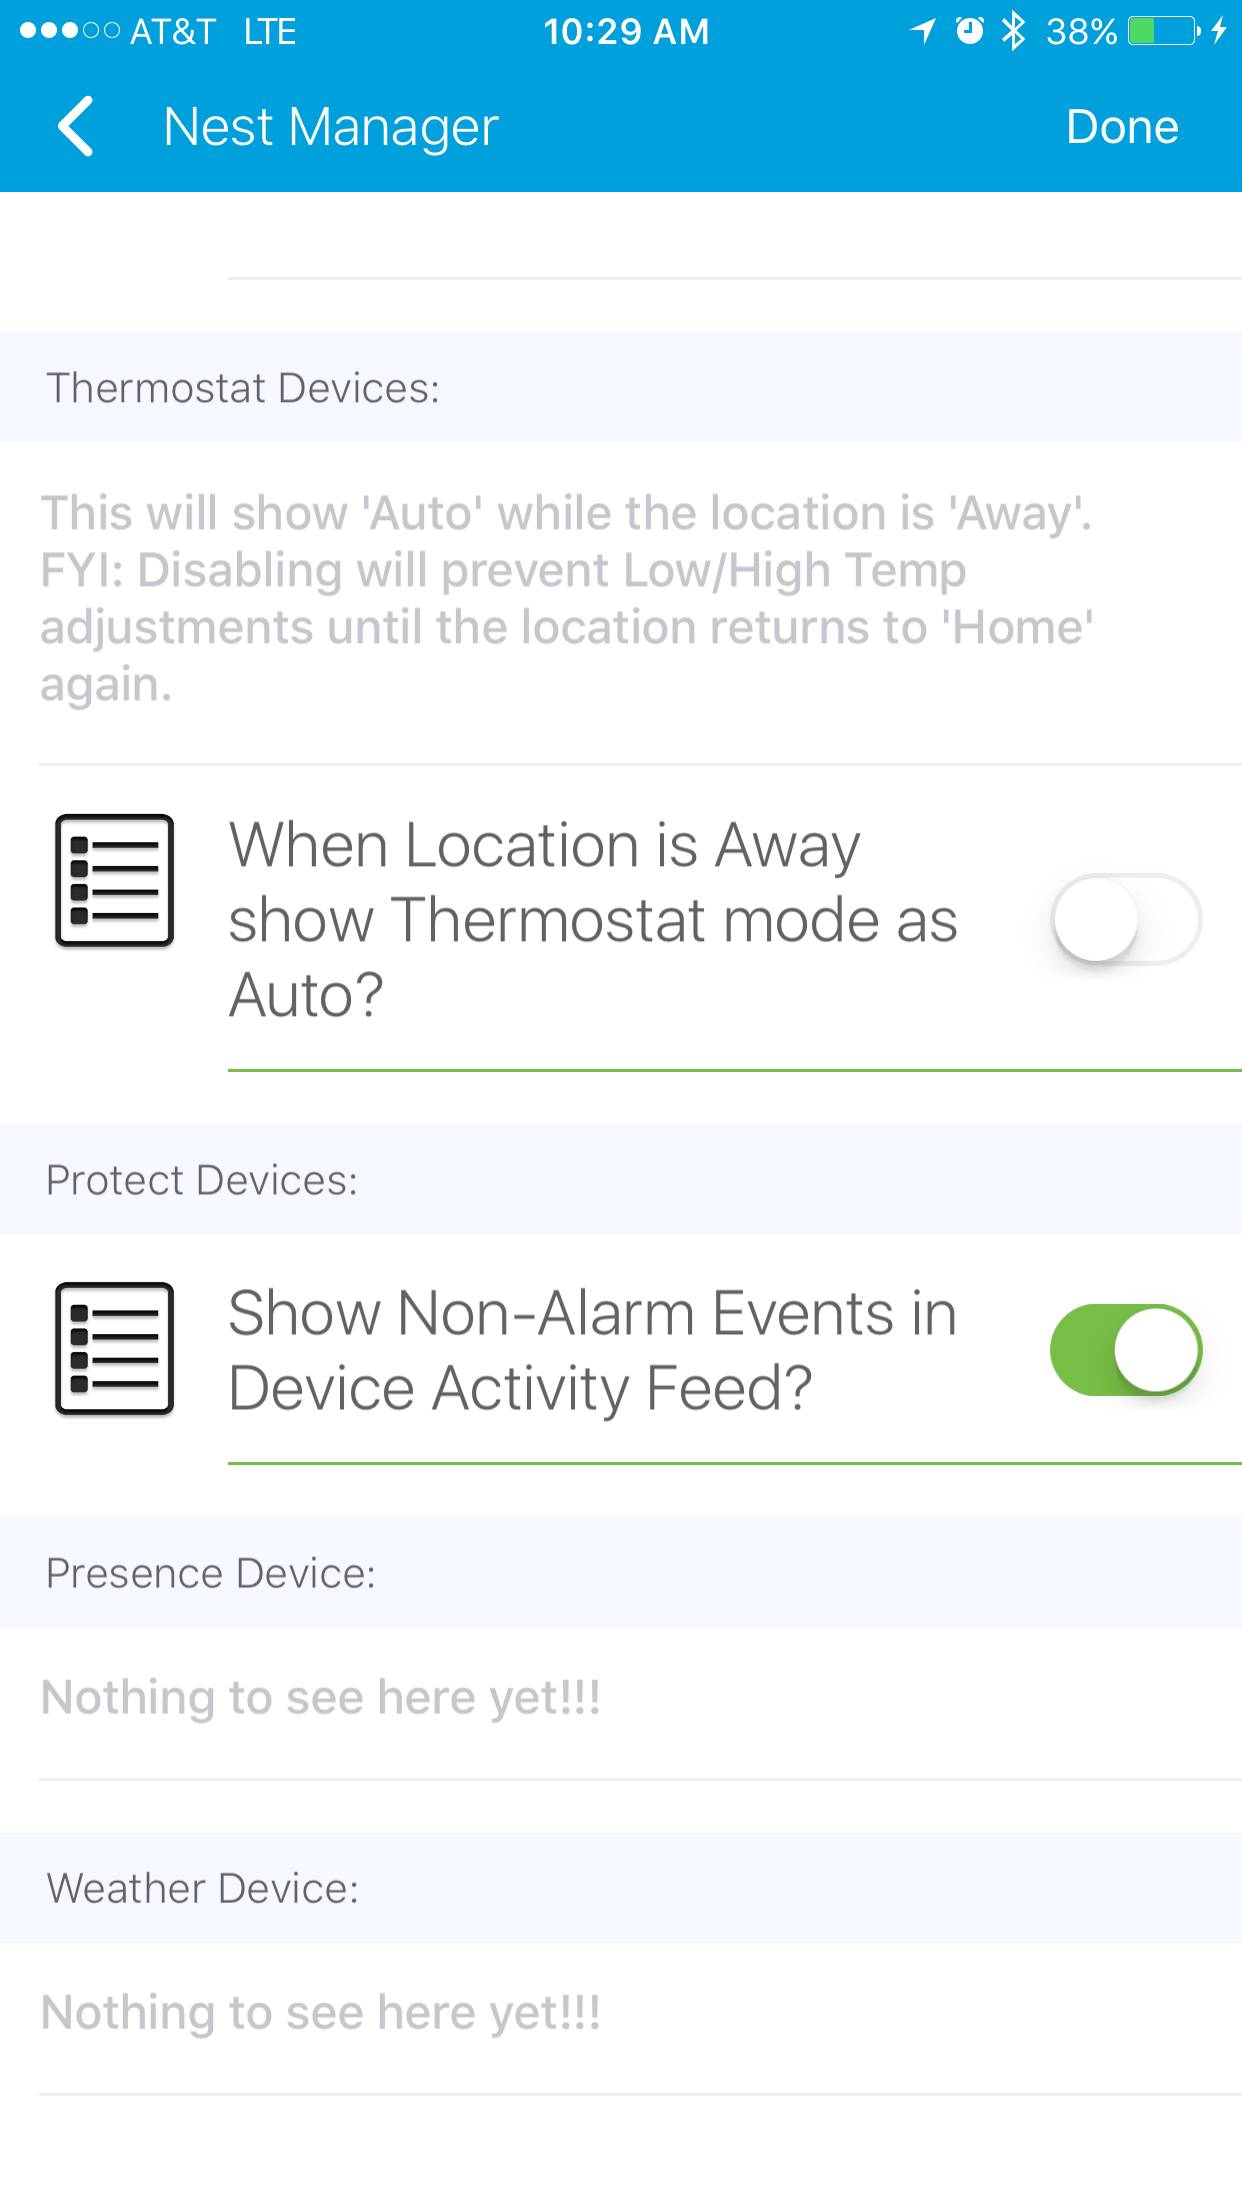 AT&T LTE 10:29 AM 38%
Nest Manager Done
Thermostat Devices:
This will show 'Auto' while the location is 'Away'.
FYI: Disabling will prevent Low/High Temp
adjustments until the location returns to 'Home'
again.
When Location is Away
show Thermostat mode as
Auto?
Protect Devices:
Show Non-Alarm Events in
Device Activity Feed?
Presence Device:
Nothing to see here yet!!!
Weather Device:
Nothing to see here yet!!!